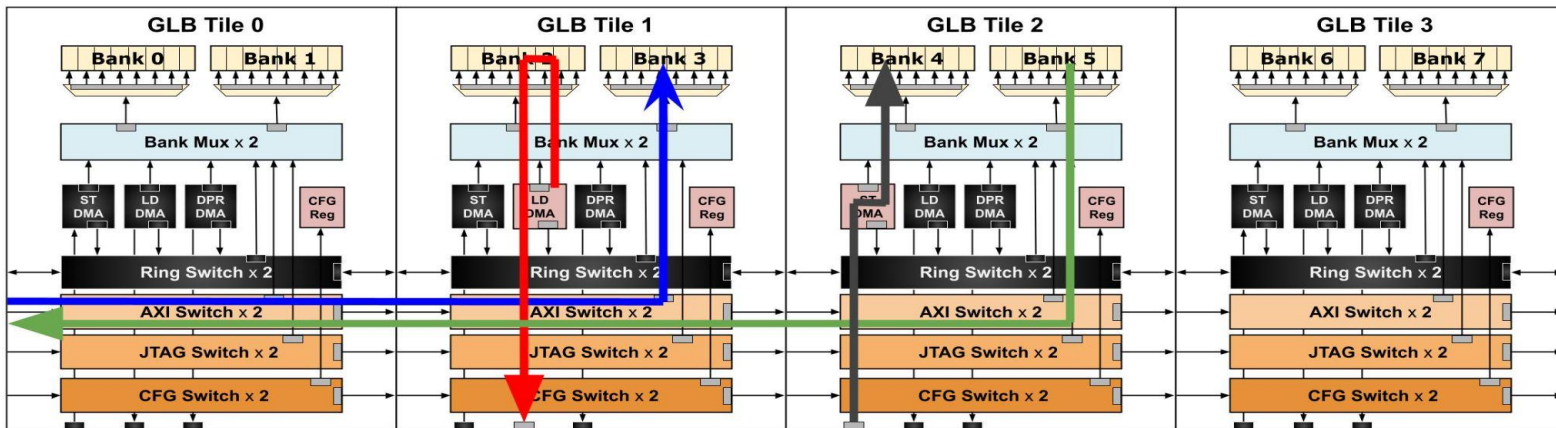 GLB Tile 0
Bank 0 Bank 1
Bank Mux x 2
ST DMA
LD DMA
DPR DMA
CFG Reg
Ring Switch x 2
AXI Switch x 2
JTAG Switch x 2
CFG Switch x 2
GLB Tile 1
Bank 2 Bank 3
Bank Mux x 2
ST DMA
LD DMA
DPR DMA
CFG Reg
Ring Switch x 2
AXI Switch x 2
JTAG Switch x 2
CFG Switch x 2
GLB Tile 2
Bank 4 Bank 5
Bank Mux x 2
ST DMA
LD DMA
DPR DMA
CFG Reg
Ring Switch x 2
AXI Switch x 2
JTAG Switch x 2
CFG Switch x 2
GLB Tile 3
Bank 6 Bank 7
Bank Mux x 2
ST DMA
LD DMA
DPR DMA
CFG Reg
Ring Switch x 2
AXI Switch x 2
JTAG Switch x 2
CFG Switch x 2